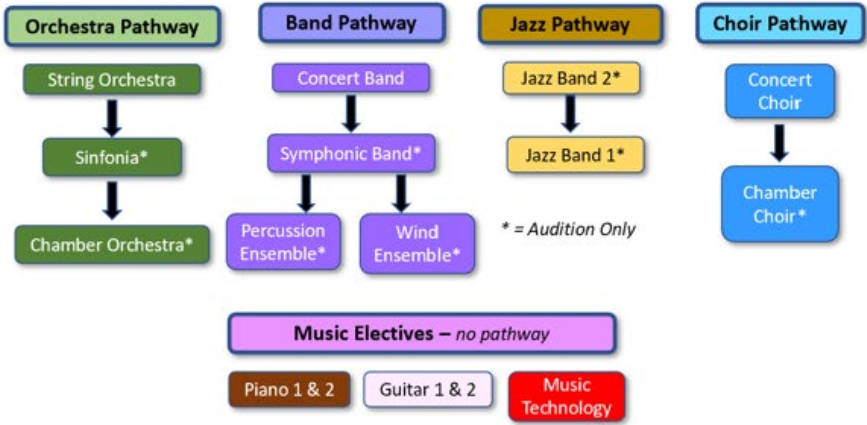 Orchestra Pathway
String Orchestra
Sinfonia*
Chamber Orchestra*
Band Pathway
Concert Band
Symphonic Band*
Percussion
Ensemble*
Wind
Ensemble*
Jazz Pathway
Jazz Band 2*
Jazz Band 1*
* = Audition Only
Choir Pathway
Concert
Choir
Chamber
Choir*
Music Electives – no pathway
Piano 1 & 2
Guitar 1 & 2
Music
Technology